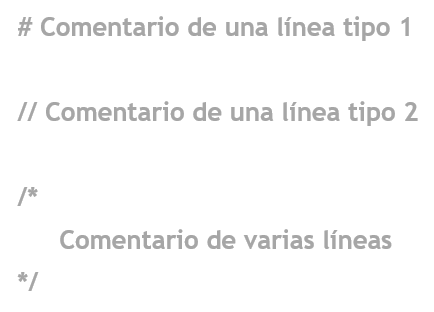 # Comentario de una línea tipo 1
// Comentario de una línea tipo 2
/*
Comentario de varias líneas
*/